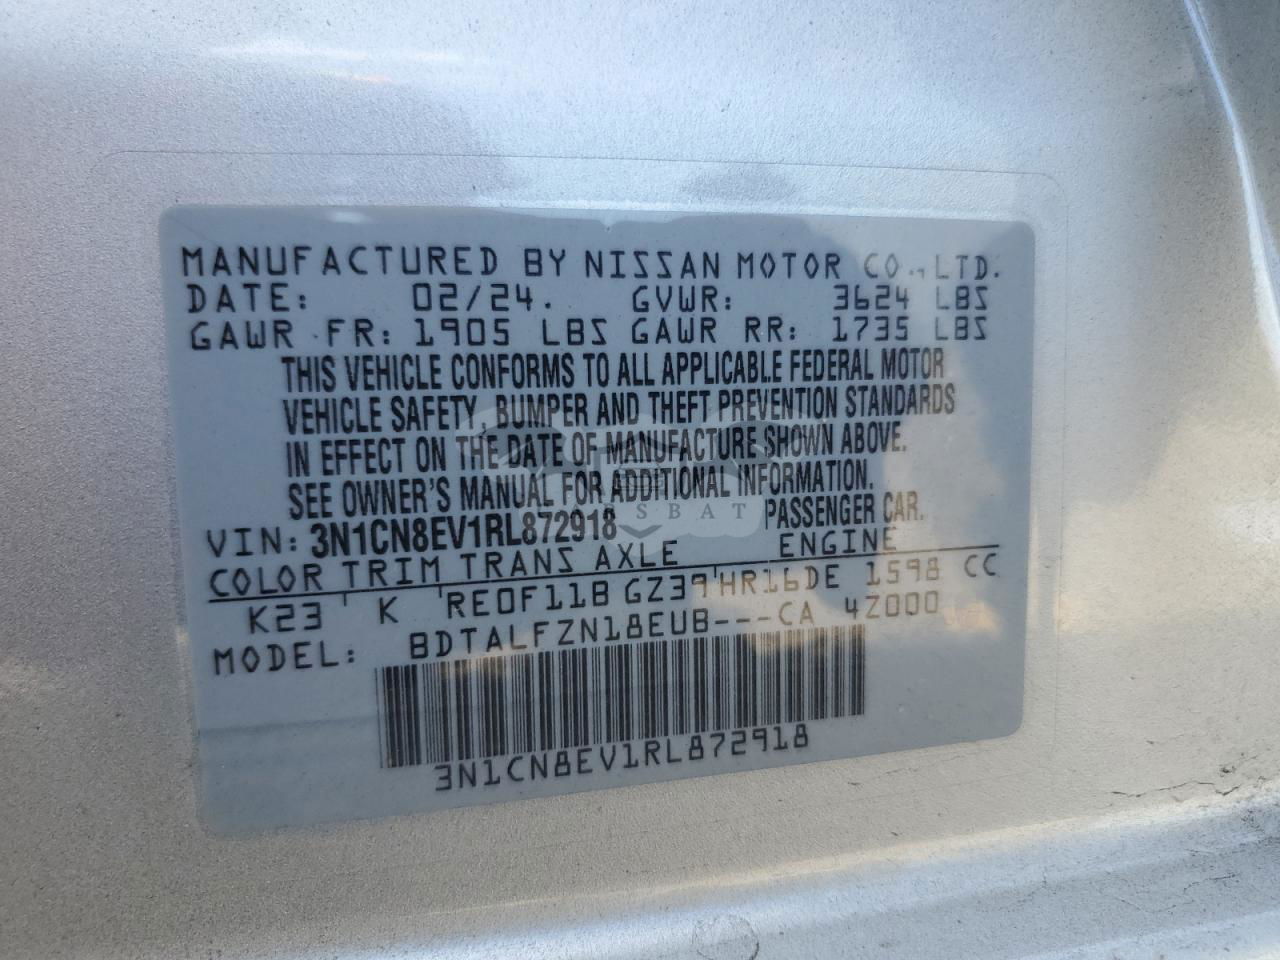 MANUFACTURED BY NISSAN MOTOR CO., LTD.
DATE: 02/24. GVWR: 3624 LBS
GAWR FR: 1905 LBS GAWR RR: 1735 LBS
THIS VEHICLE CONFORMS TO ALL APPLICABLE FEDERAL MOTOR
VEHICLE SAFETY, BUMPER AND THEFT PREVENTION STANDARDS
IN EFFECT ON THE DATE OF MANUFACTURE SHOWN ABOVE.
SEE OWNER'S MANUAL FOR ADDITIONAL INFORMATION.
VIN: 3N1CN8EV1RL872918 PASSENGER CAR.
COLOR TRIM TRANS AXLE ENGINE
K23 K RE0F11B GZ39 HR16DE 1598 CC
MODEL: BDTALFZN18EUB---CA 4Z000
3N1CN8EV1RL872918